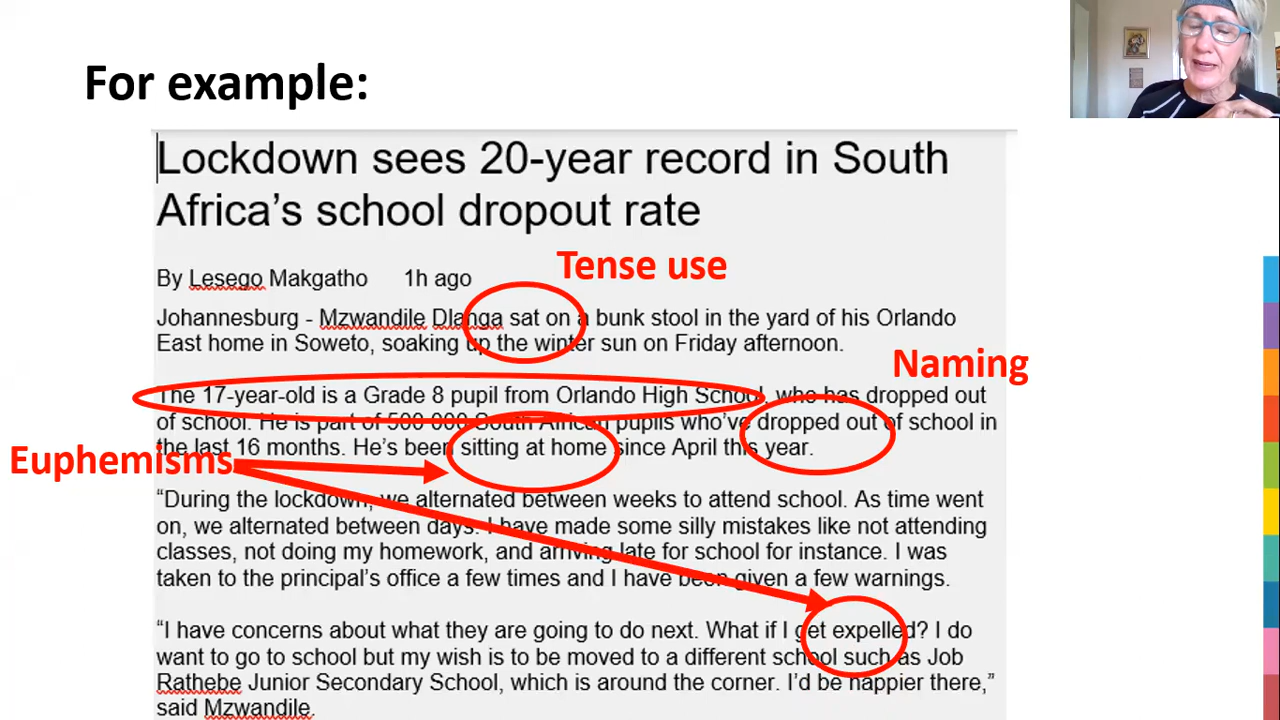 For example:
Lockdown sees 20-year record in South
Africa's school dropout rate
Tense use
By Lesego Makgatho 1h ago
Johannesburg - Mzwandile Dlanga sat on a bunk stool in the yard of his Orlando
East home in Soweto, soaking up the winter sun on Friday afternoon.
Naming
The 17-year-old is a Grade 8 pupil from Orlando High School, who has dropped out
of school. He is part of 500 000 South African pupils who've dropped out of school in
the last 16 months. He's been sitting at home since April this year.
Euphemisms
“During the lockdown, we alternated between weeks to attend school. As time went
on, we alternated between days. I have made some silly mistakes like not attending
classes, not doing my homework, and arriving late for school for instance. I was
taken to the principal's office a few times and I have been given a few warnings.
“I have concerns about what they are going to do next. What if I get expelled? I do
want to go to school but my wish is to be moved to a different school such as Job
Rathebe Junior Secondary School, which is around the corner. I'd be happier there,”
said Mzwandile.